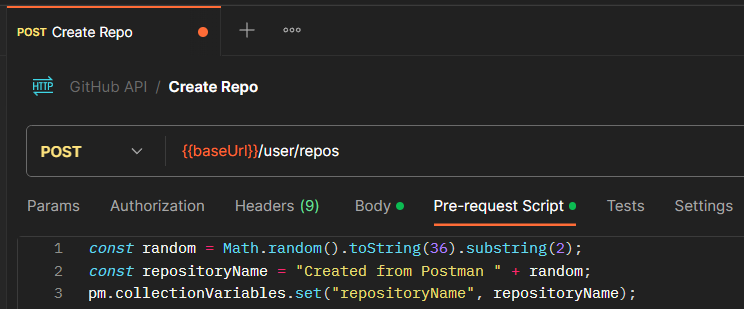 POST Create Repo
HTTP GitHub API / Create Repo
POST {{baseUrl}}/user/repos
Params Authorization Headers (9) Body Pre-request Script Tests Settings
1 const random = Math.random().toString(36).substring(2);
2 const repositoryName = "Created from Postman " + random;
3 pm.collectionVariables.set("repositoryName", repositoryName);